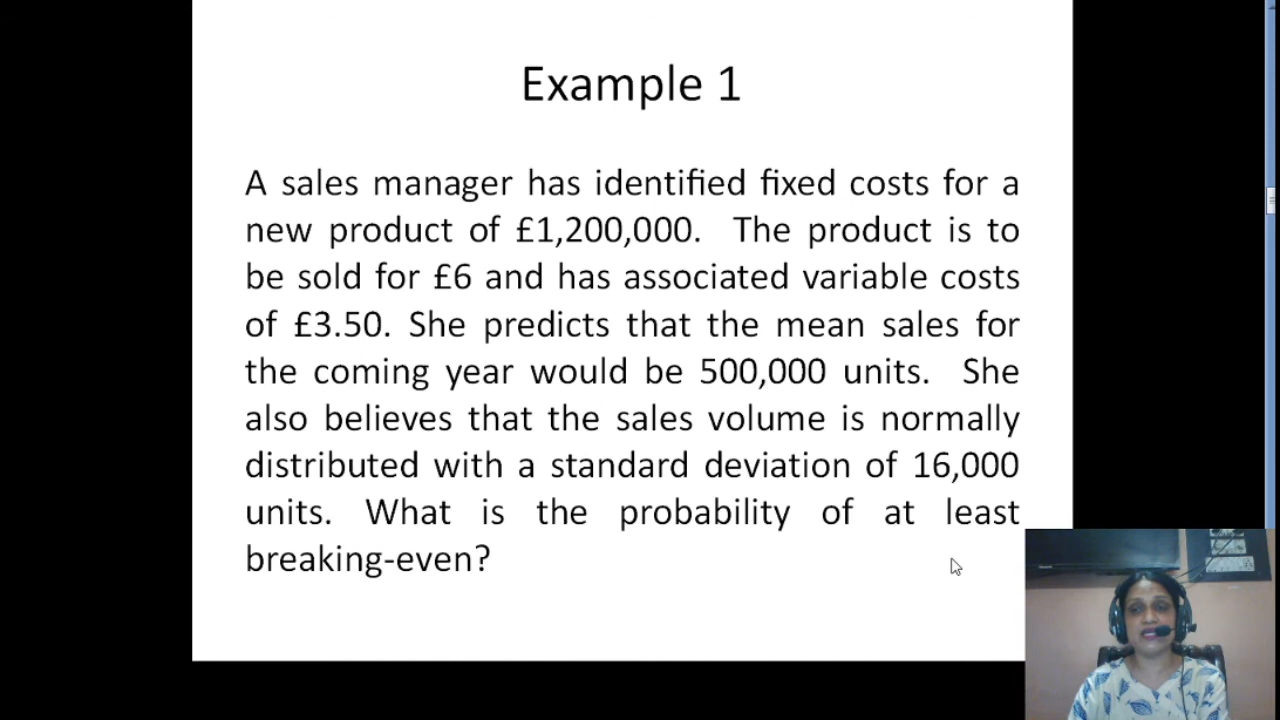 Example 1
A sales manager has identified fixed costs for a
new product of £1,200,000. The product is to
be sold for £6 and has associated variable costs
of £3.50. She predicts that the mean sales for
the coming year would be 500,000 units. She
also believes that the sales volume is normally
distributed with a standard deviation of 16,000
units. What is the probability of at least
breaking-even?